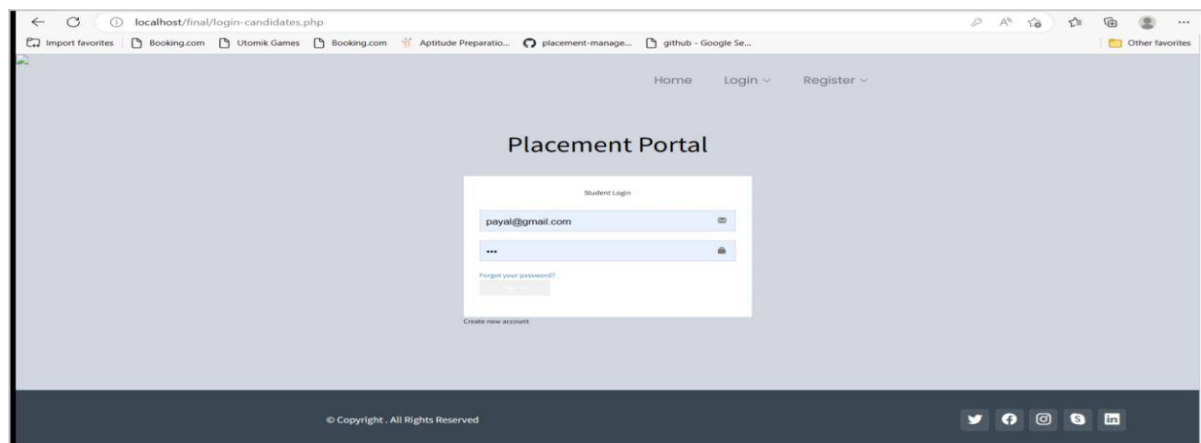 localhost/final/login-candidates.php
Import favorites Booking.com Utomik Games Booking.com Aptitude Preparatio... placement-manage... github - Google Se... Other favorites
Home Login Register
Placement Portal
Student Login
payal@gmail.com
•••
Forgot your password?
Create new account
© Copyright . All Rights Reserved